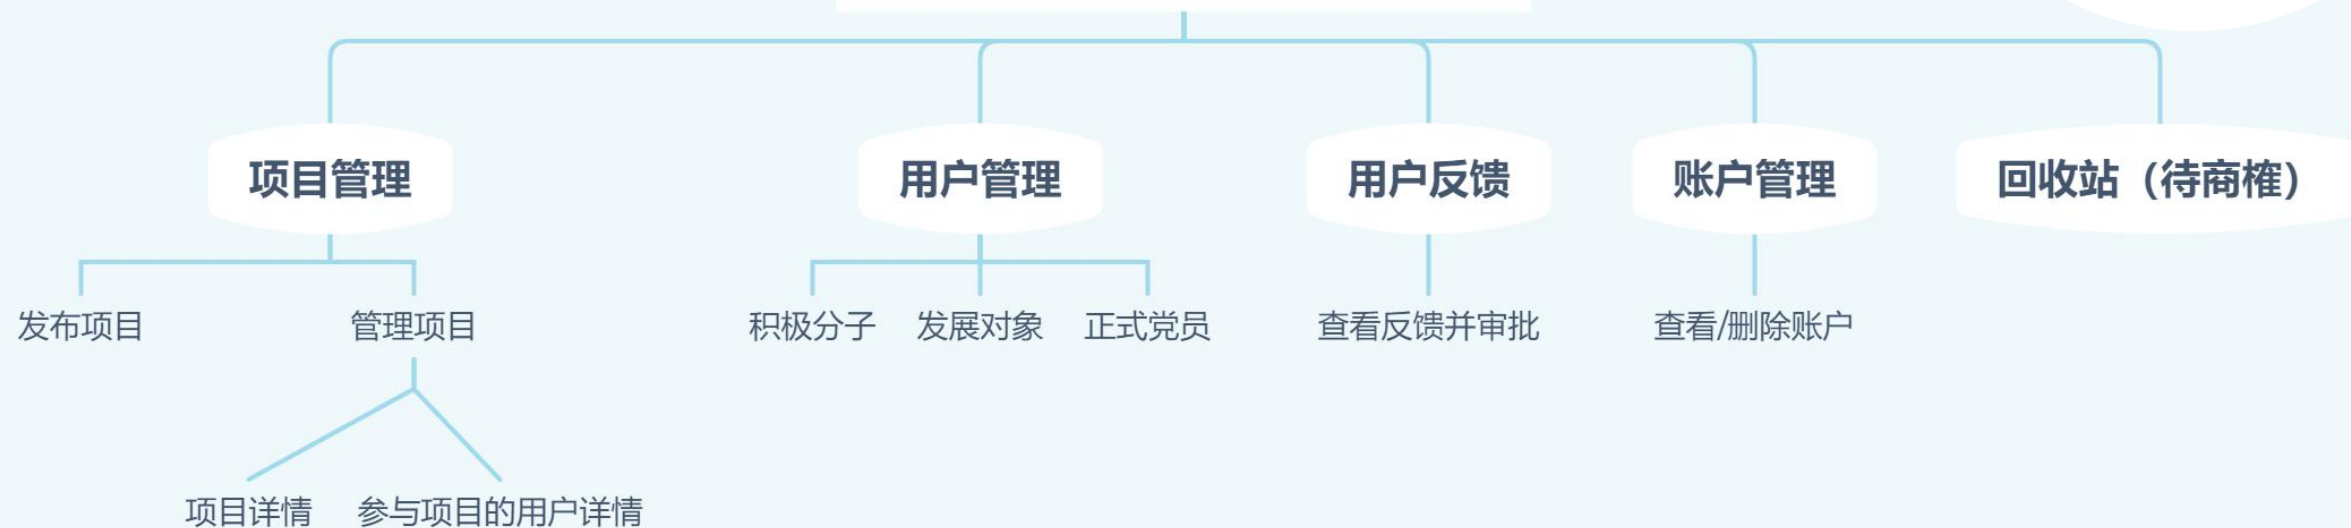 项目管理
用户管理
用户反馈
账户管理
回收站（待商榷）
发布项目
管理项目
积极分子
发展对象
正式党员
查看反馈并审批
查看/删除账户
项目详情
参与项目的用户详情